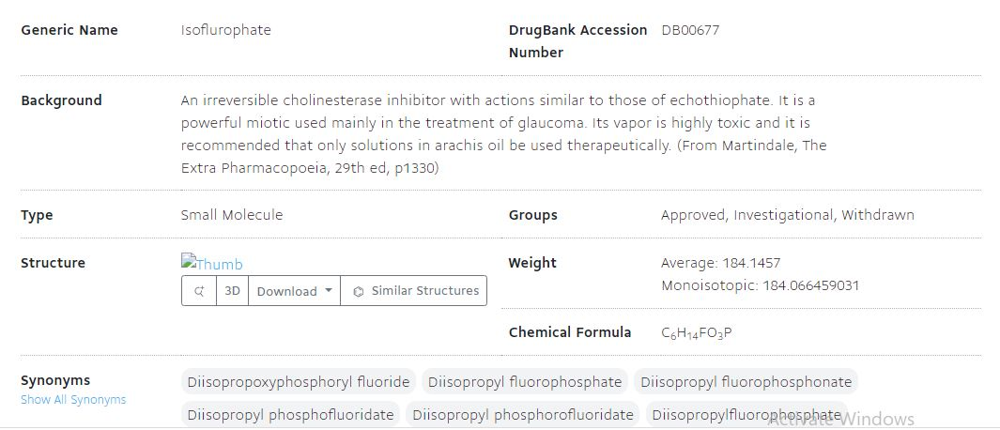 Generic Name Isoflurophate DrugBank Accession Number DB00677
Background An irreversible cholinesterase inhibitor with actions similar to those of echothiophate. It is a
powerful miotic used mainly in the treatment of glaucoma. Its vapor is highly toxic and it is
recommended that only solutions in arachis oil be used therapeutically. (From Martindale, The
Extra Pharmacopoeia, 29th ed, p1330)
Type Small Molecule Groups Approved, Investigational, Withdrawn
Structure Thumb Weight Average: 184.1457
3D Download Similar Structures Monoisotopic: 184.066459031
Chemical Formula C₆H₁₄FO₃P
Synonyms Diisopropoxyphosphoryl fluoride Diisopropyl fluorophosphate Diisopropyl fluorophosphonate
Show All Synonyms
Diisopropyl phosphofluoridate Diisopropyl phosphorofluoridate Diisopropylfluorophosphate
Activate Windows